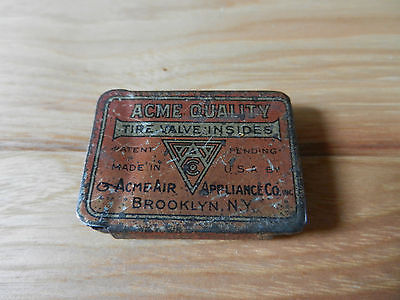 ACME QUALITY
TIRE VALVE INSIDES
PATENT PENDING
MADE IN U.S.A. BY
ACME AIR APPLIANCE CO. INC.
BROOKLYN, N.Y.